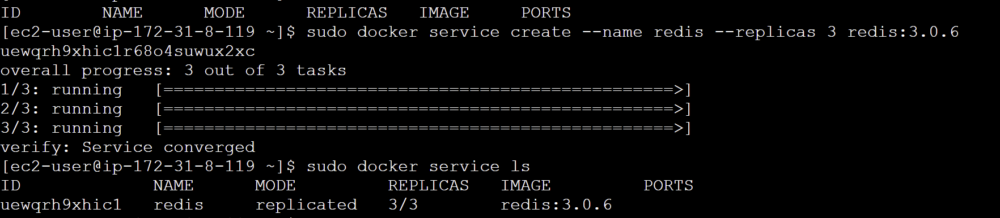 ID NAME MODE REPLICAS IMAGE PORTS
[ec2-user@ip-172-31-8-119 ~]$ sudo docker service create --name redis --replicas 3 redis:3.0.6
uewqrh9xhic1r68o4suwux2xc
overall progress: 3 out of 3 tasks
1/3: running [==================================================>]
2/3: running [==================================================>]
3/3: running [==================================================>]
verify: Service converged
[ec2-user@ip-172-31-8-119 ~]$ sudo docker service ls
ID NAME MODE REPLICAS IMAGE PORTS
uewqrh9xhic1 redis replicated 3/3 redis:3.0.6